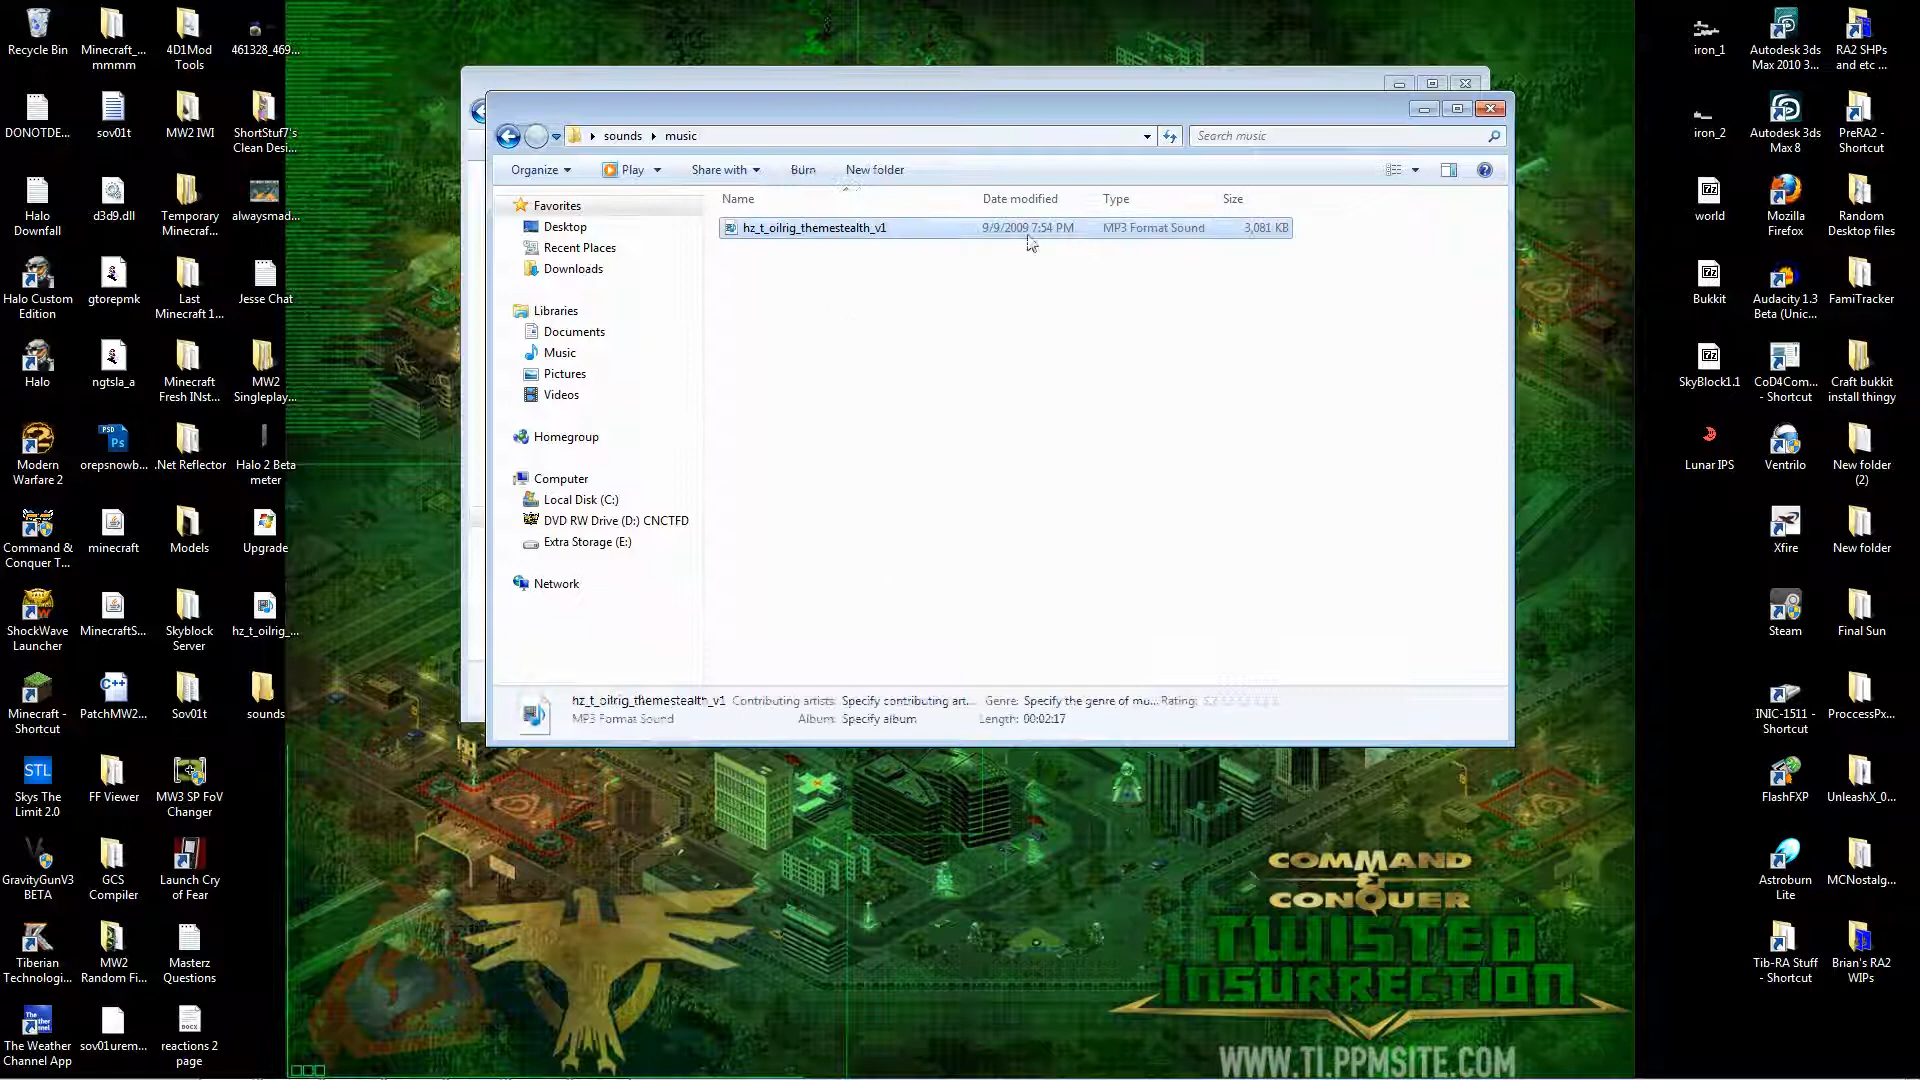 Recycle Bin
Minecraft_...
mmmm
4D1Mod
Tools
461328_469...
DONOTDE...
sov01t
MW2 IWI
ShortStuf7's
Clean Desi...
Halo
Downfall
d3d9.dll
Temporary
Minecraf...
alwaysmad...
Halo Custom
Edition
gtorepmk
Last
Minecraft 1...
Jesse Chat
Halo
ngtsla_a
Minecraft
Fresh INst...
MW2
Singleplay...
Modern
Warfare 2
PSD
Ps
orepsnowb...
.Net Reflector
Halo 2 Beta
meter
Command &
Conquer T...
minecraft
Models
Upgrade
ShockWave
Launcher
MinecraftS...
Skyblock
Server
hz_t_oilrig_...
Minecraft -
Shortcut
C++
PatchMW2...
Sov01t
sounds
STL
Skys The
Limit 2.0
FF Viewer
MW3 SP FoV
Changer
GravityGunV3
BETA
GCS
Compiler
Launch Cry
of Fear
Tiberian
Technologi...
MW2
Random Fi...
Masterz
Questions
The Weather
Channel App
sov01urem...
DOCX
reactions 2
page
sounds
music
Search music
Organize
Play
Share with
Burn
New folder
Name
Date modified
Type
Size
hz_t_oilrig_themestealth_v1
9/9/2009 7:54 PM
MP3 Format Sound
3,081 KB
Favorites
Desktop
Recent Places
Downloads
Libraries
Documents
Music
Pictures
Videos
Homegroup
Computer
Local Disk (C:)
DVD RW Drive (D:) CNCTFD
Extra Storage (E:)
Network
hz_t_oilrig_themestealth_v1 Contributing artists: Specify contributing art... Genre: Specify the genre of mu... Rating:
MP3 Format Sound Album: Specify album Length: 00:02:17
iron_1
Autodesk 3ds
Max 2010 3...
RA2 SHPs
and etc ...
iron_2
Autodesk 3ds
Max 8
PreRA2 -
Shortcut
7z
world
Mozilla
Firefox
Random
Desktop files
7z
Bukkit
Audacity 1.3
Beta (Unic...
FamiTracker
7z
SkyBlock1.1
CoD4Com...
- Shortcut
Craft bukkit
install thingy
Lunar IPS
Ventrilo
New folder
(2)
Xfire
New folder
Steam
Final Sun
INIC-1511 -
Shortcut
ProccessPx...
FlashFXP
UnleashX_0...
Astroburn
Lite
MCNostalg...
Tib-RA Stuff
- Shortcut
Brian's RA2
WIPs
COMMAND
&
CONQUER
TWISTED
INSURRECTION
WWW.TI.PPMSITE.COM